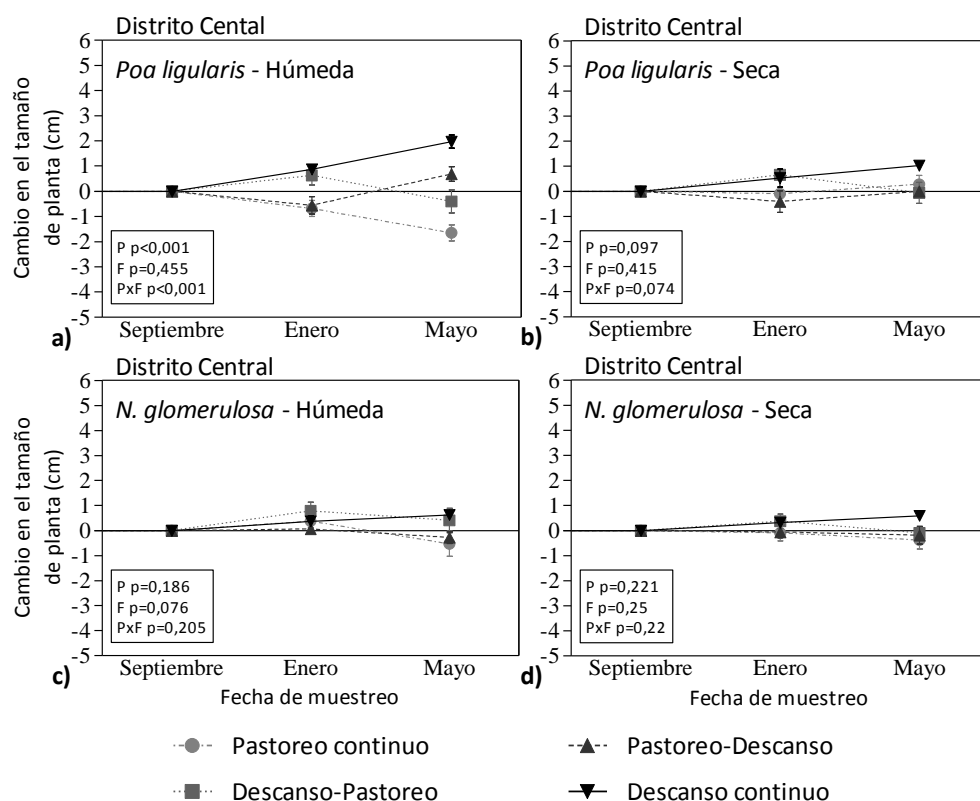 Distrito Cental
Poa ligularis - Húmeda
Cambio en el tamaño
de planta (cm)
6
5
4
3
2
1
0
-1
-2
-3
-4
-5
P p<0,001
F p=0,455
PxF p<0,001
Septiembre Enero Mayo
a)
Distrito Central
Poa ligularis - Seca
6
5
4
3
2
1
0
-1
-2
-3
-4
-5
P p=0,097
F p=0,415
PxF p=0,074
Septiembre Enero Mayo
b)
Distrito Central
N. glomerulosa - Húmeda
Cambio en el tamaño
de planta (cm)
6
5
4
3
2
1
0
-1
-2
-3
-4
-5
P p=0,186
F p=0,076
PxF p=0,205
Septiembre Enero Mayo
c)
Fecha de muestreo
Distrito Central
N. glomerulosa - Seca
6
5
4
3
2
1
0
-1
-2
-3
-4
-5
P p=0,221
F p=0,25
PxF p=0,22
Septiembre Enero Mayo
d)
Fecha de muestreo
Pastoreo continuo
Pastoreo-Descanso
Descanso-Pastoreo
Descanso continuo